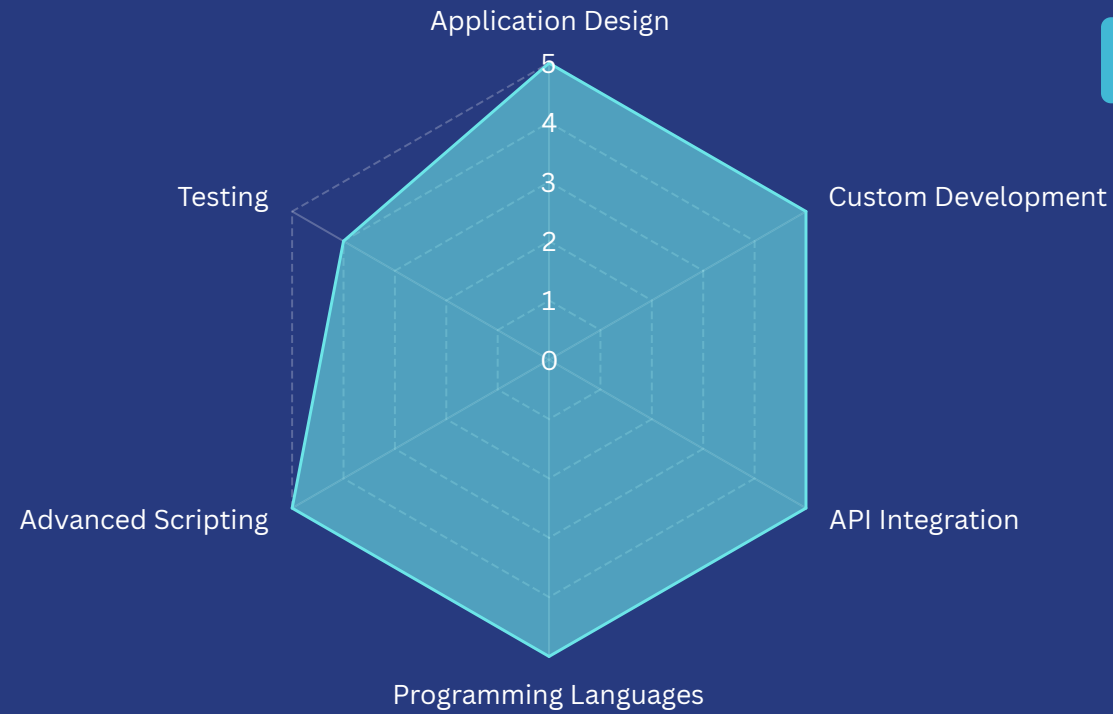 Application Design
5
4
Testing
3
Custom Development
2
1
0
Advanced Scripting
API Integration
Programming Languages